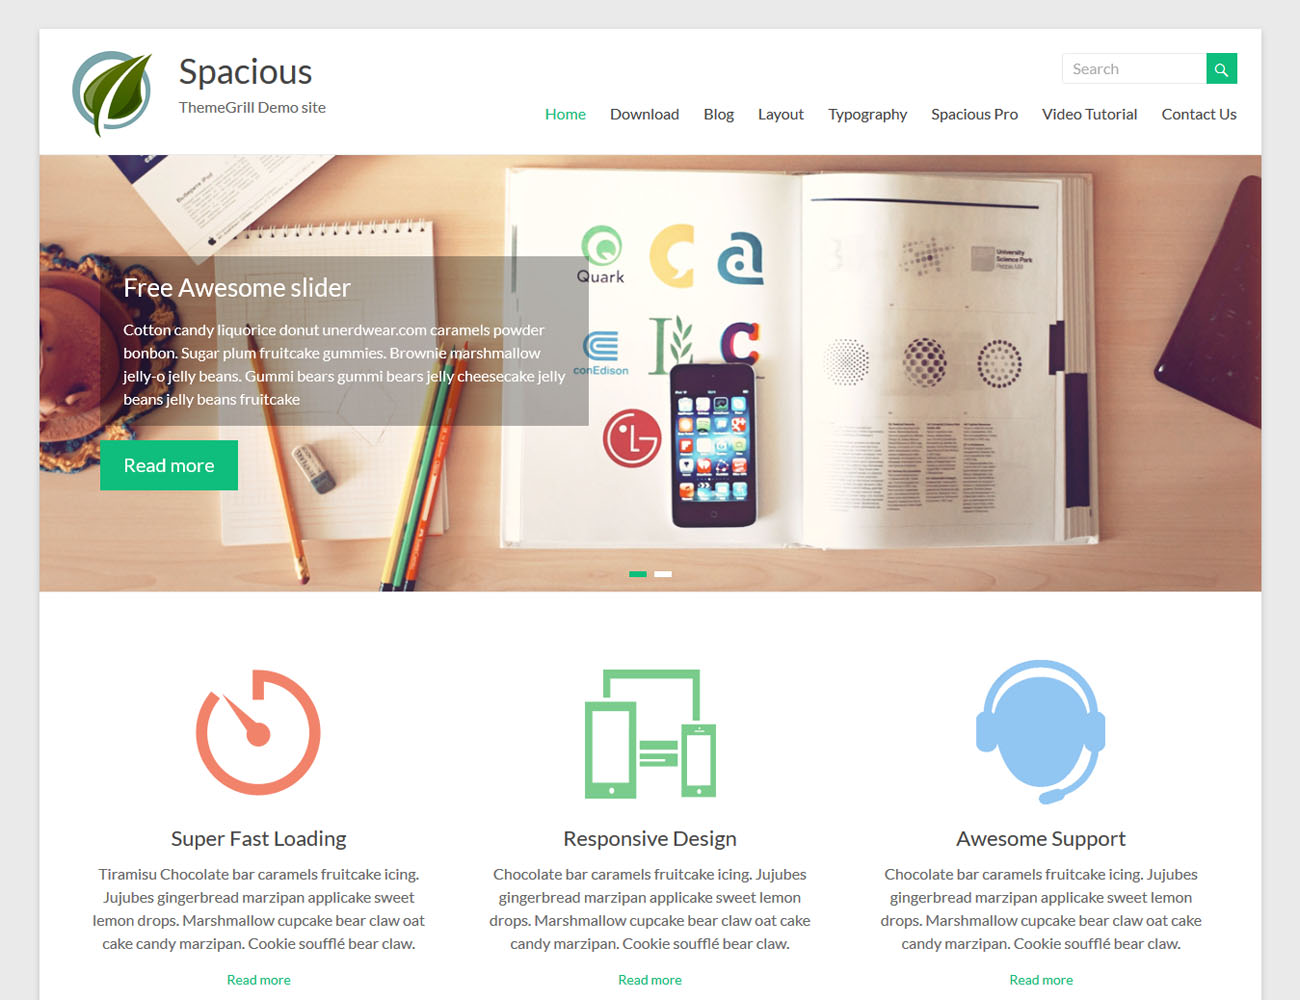 Spacious
ThemeGrill Demo site
Search
Home Download Blog Layout Typography Spacious Pro Video Tutorial Contact Us
Quark
University
Science Park
conEdison
Free Awesome slider
Cotton candy liquorice donut unerdwear.com caramels powder
bonbon. Sugar plum fruitcake gummies. Brownie marshmallow
jelly-o jelly beans. Gummi bears gummi bears jelly cheesecake jelly
beans jelly beans fruitcake
Read more
Super Fast Loading
Tiramisu Chocolate bar caramels fruitcake icing.
Jujubes gingerbread marzipan applicake sweet
lemon drops. Marshmallow cupcake bear claw oat
cake candy marzipan. Cookie soufflé bear claw.
Read more
Responsive Design
Chocolate bar caramels fruitcake icing. Jujubes
gingerbread marzipan applicake sweet lemon
drops. Marshmallow cupcake bear claw oat cake
candy marzipan. Cookie soufflé bear claw.
Read more
Awesome Support
Chocolate bar caramels fruitcake icing. Jujubes
gingerbread marzipan applicake sweet lemon
drops. Marshmallow cupcake bear claw oat cake
candy marzipan. Cookie soufflé bear claw.
Read more